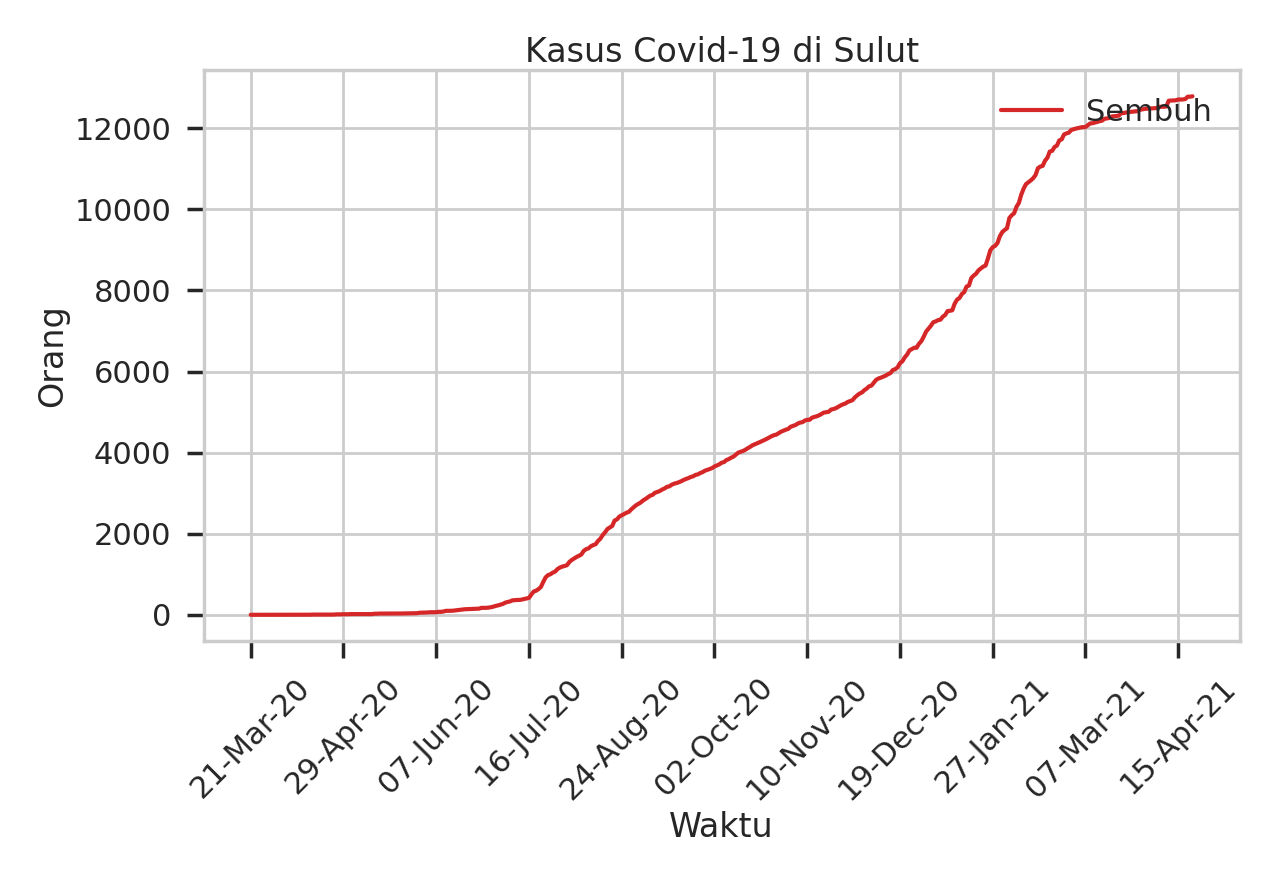 Kasus Covid-19 di Sulut
Sembuh
12000
10000
8000
6000
4000
2000
0
Orang
21-Mar-20
29-Apr-20
07-Jun-20
16-Jul-20
24-Aug-20
02-Oct-20
10-Nov-20
19-Dec-20
27-Jan-21
07-Mar-21
15-Apr-21
Waktu